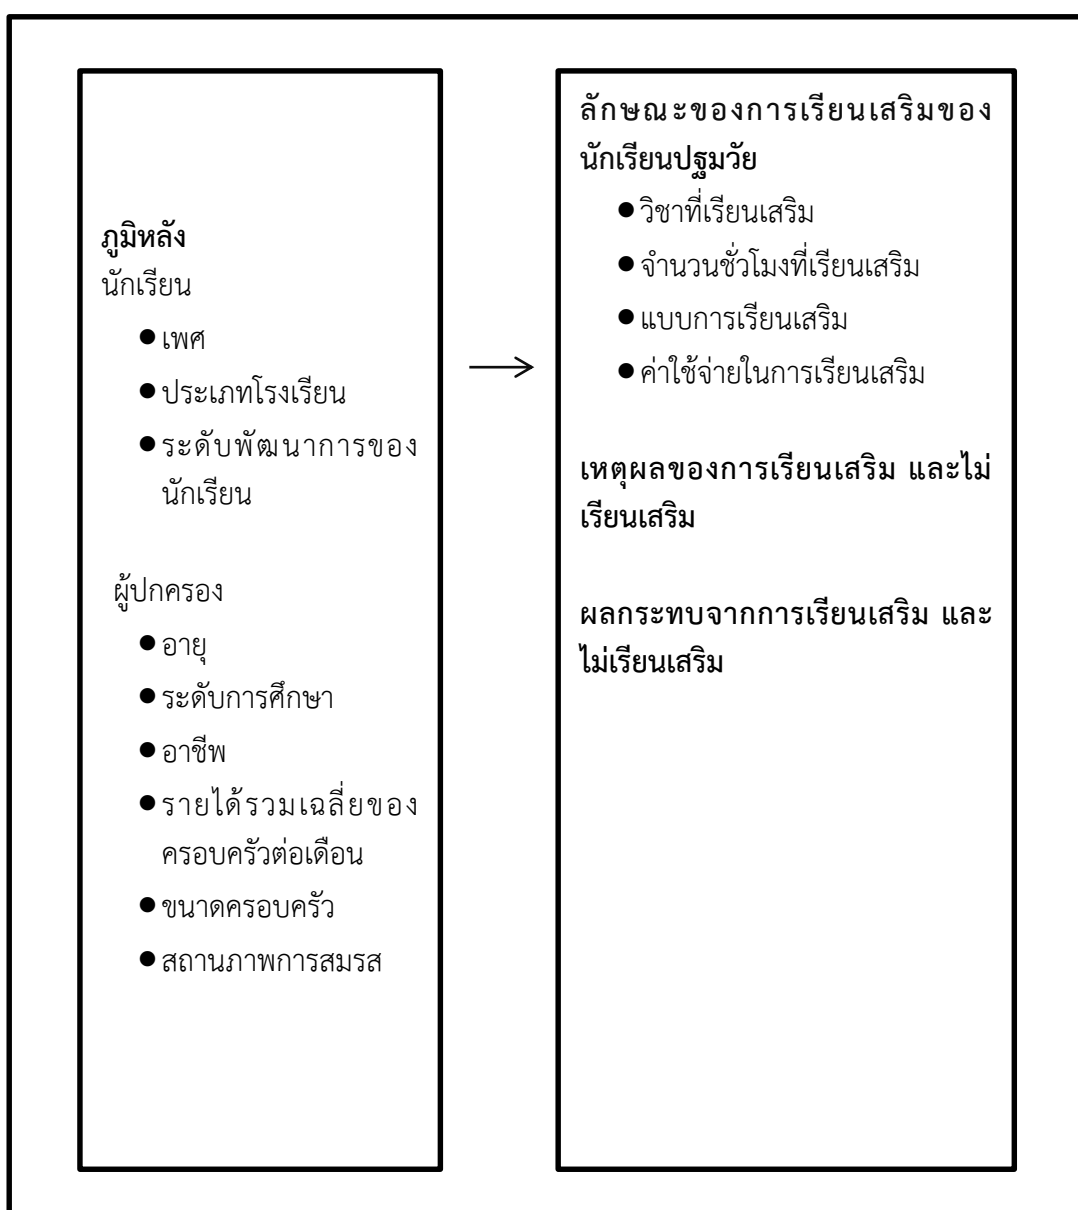 ภูมิหลัง
นักเรียน
● เพศ
● ประเภทโรงเรียน
● ระดับพัฒนาการของ
นักเรียน
ผู้ปกครอง
● อายุ
● ระดับการศึกษา
● อาชีพ
● รายได้รวมเฉลี่ยของ
ครอบครัวต่อเดือน
● ขนาดครอบครัว
● สถานภาพการสมรส
ลักษณะของการเรียนเสริมของ
นักเรียนปฐมวัย
● วิชาที่เรียนเสริม
● จำนวนชั่วโมงที่เรียนเสริม
● แบบการเรียนเสริม
● ค่าใช้จ่ายในการเรียนเสริม
เหตุผลของการเรียนเสริม และไม่
เรียนเสริม
ผลกระทบจากการเรียนเสริม และ
ไม่เรียนเสริม